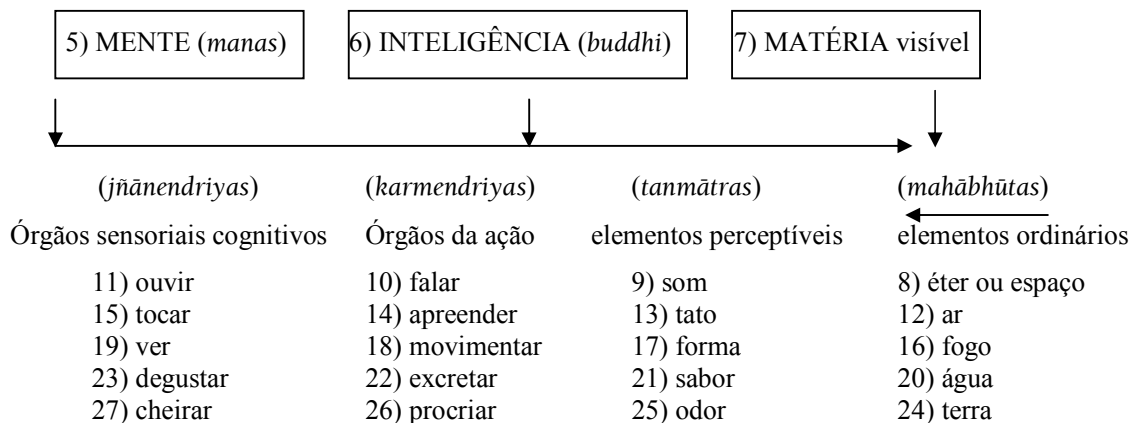 5) MENTE (manas) 6) INTELIGÊNCIA (buddhi) 7) MATÉRIA visível
(jñānendriyas) (karmendriyas) (tanmātras) (mahābhūtas)
Órgãos sensoriais cognitivos Órgãos da ação elementos perceptíveis elementos ordinários
11) ouvir 10) falar 9) som 8) éter ou espaço
15) tocar 14) apreender 13) tato 12) ar
19) ver 18) movimentar 17) forma 16) fogo
23) degustar 22) excretar 21) sabor 20) água
27) cheirar 26) procriar 25) odor 24) terra